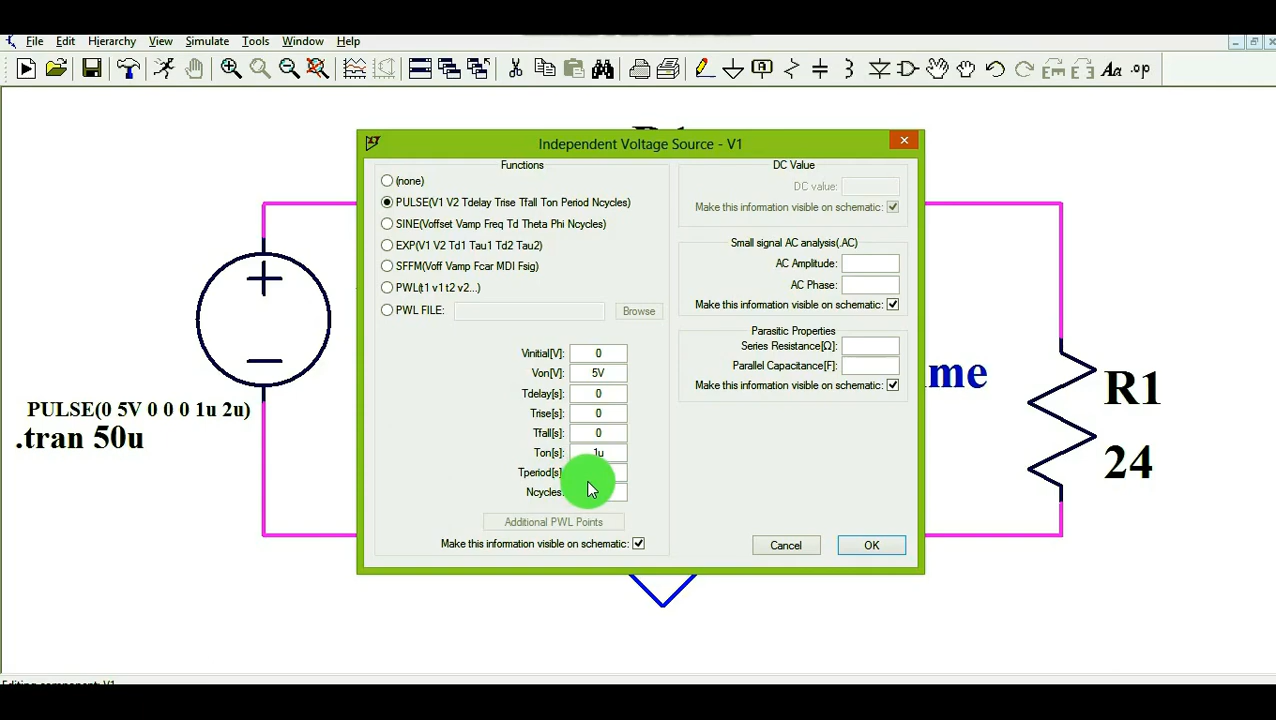 File Edit Hierarchy View Simulate Tools Window Help
Aa .op
Independent Voltage Source - V1
Functions
(none)
PULSE(V1 V2 Tdelay Trise Tfall Ton Period Ncycles)
SINE(Voffset Vamp Freq Td Theta Phi Ncycles)
EXP(V1 V2 Td1 Tau1 Td2 Tau2)
SFFM(Voff Vamp Fcar MDI Fsig)
PWL(t1 v1 t2 v2...)
PWL FILE:
Browse
Vinitial[V]: 0
Von[V]: 5V
Tdelay[s]: 0
Trise[s]: 0
Tfall[s]: 0
Ton[s]: 1u
Tperiod[s]
Ncycles:
Additional PWL Points
Make this information visible on schematic:
DC Value
DC value:
Make this information visible on schematic:
Small signal AC analysis(.AC)
AC Amplitude:
AC Phase:
Make this information visible on schematic:
Parasitic Properties
Series Resistance[Ω]:
Parallel Capacitance[F]:
Make this information visible on schematic:
Cancel
OK
PULSE(0 5V 0 0 0 1u 2u)
.tran 50u
me
R1
24